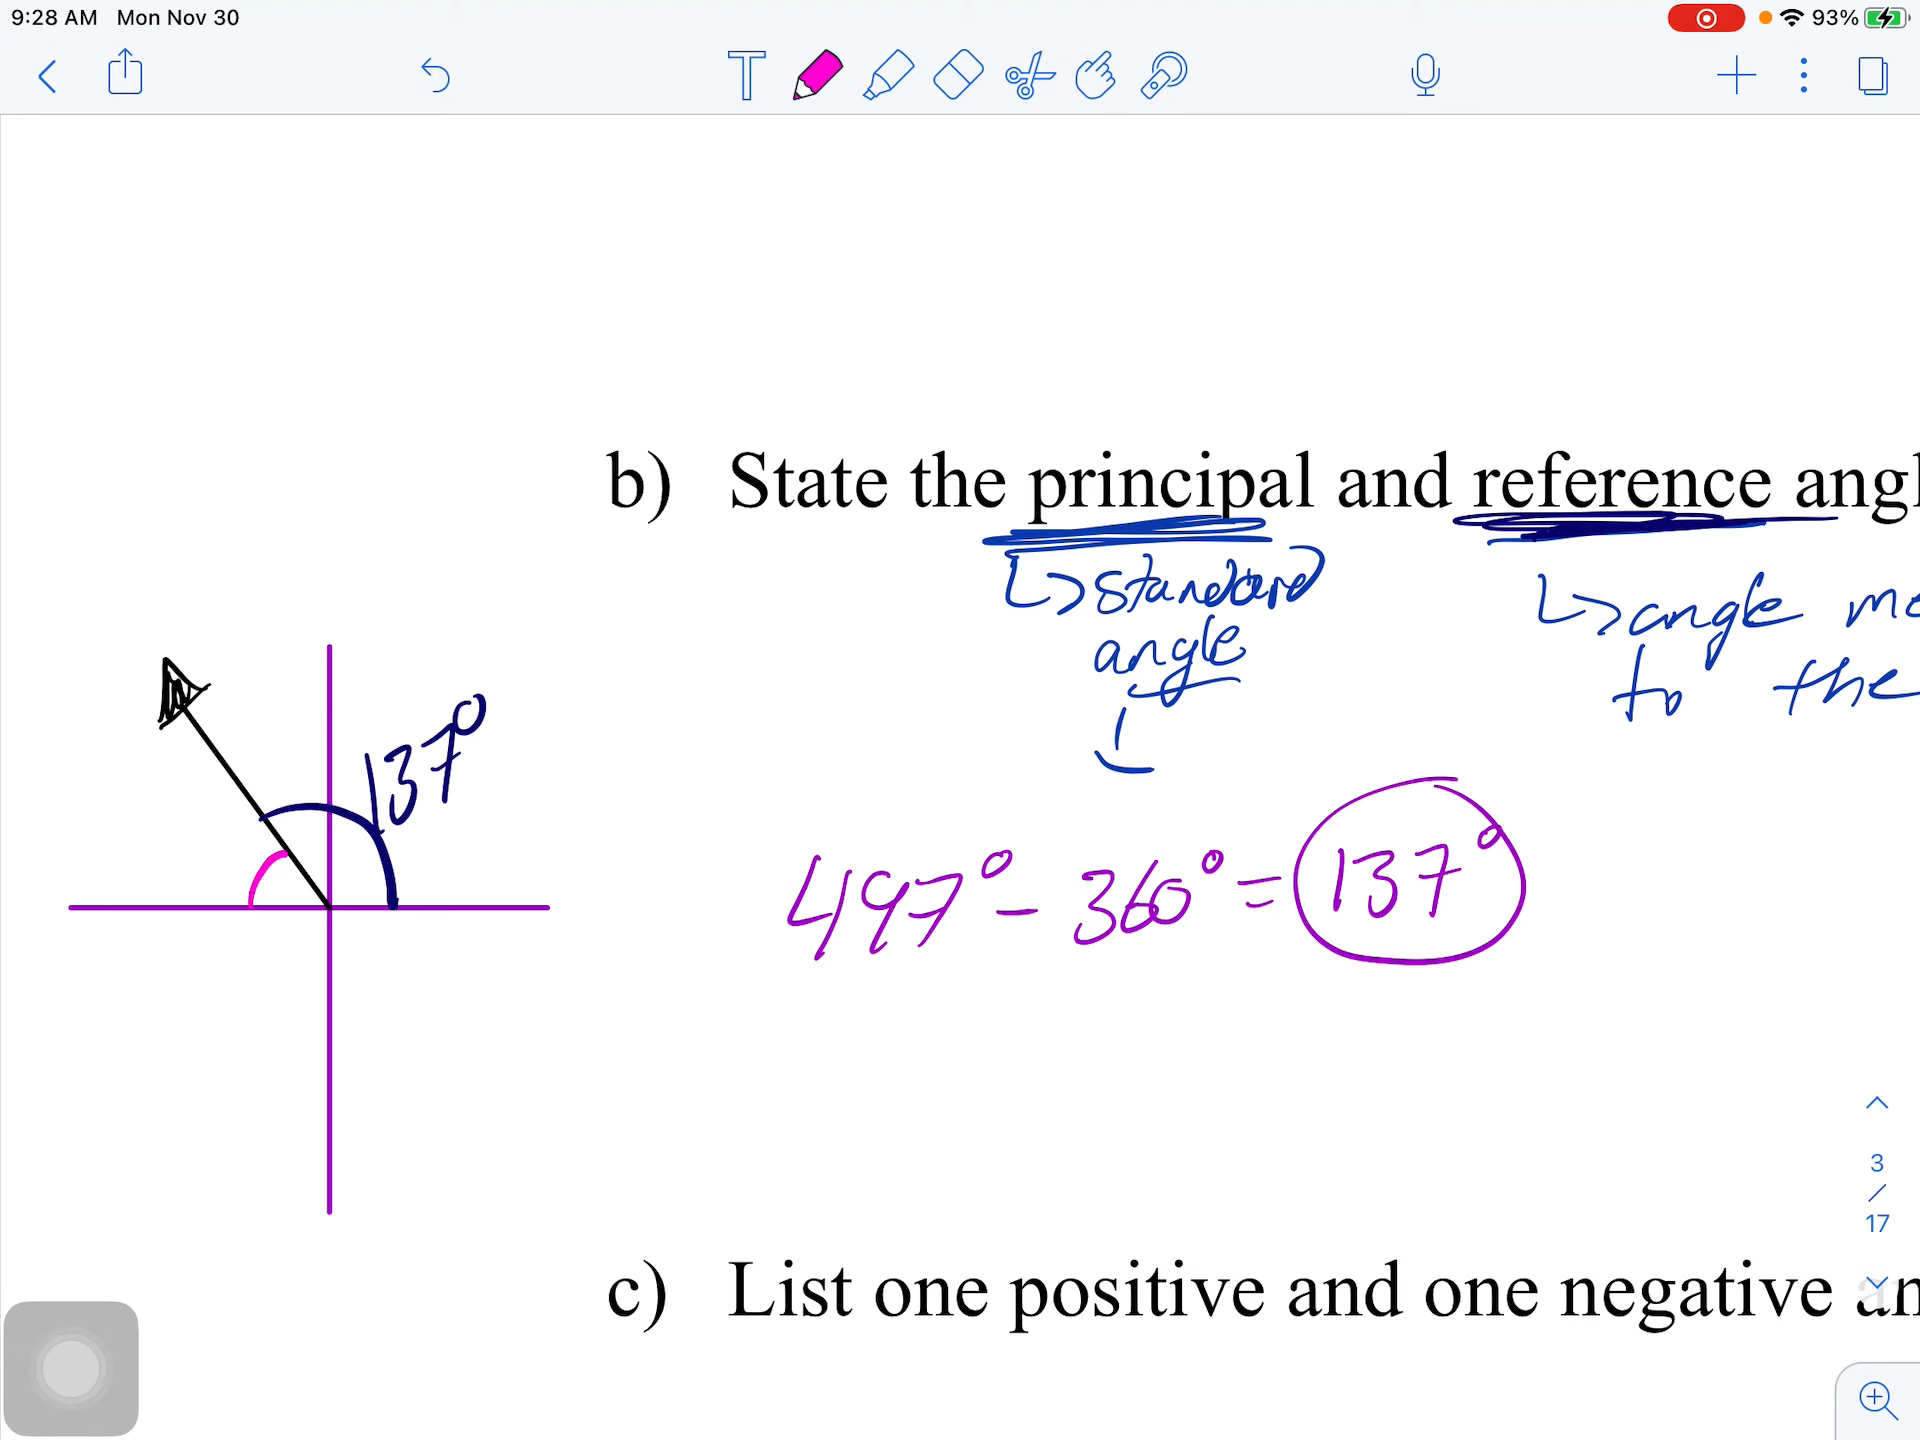 9:28 AM Mon Nov 30
93%
T
b) State the principal and reference angl
↳ standard
angle
↳ angle me
to the
137°
497° - 360° = 137°
3
/
17
c) List one positive and one negative an